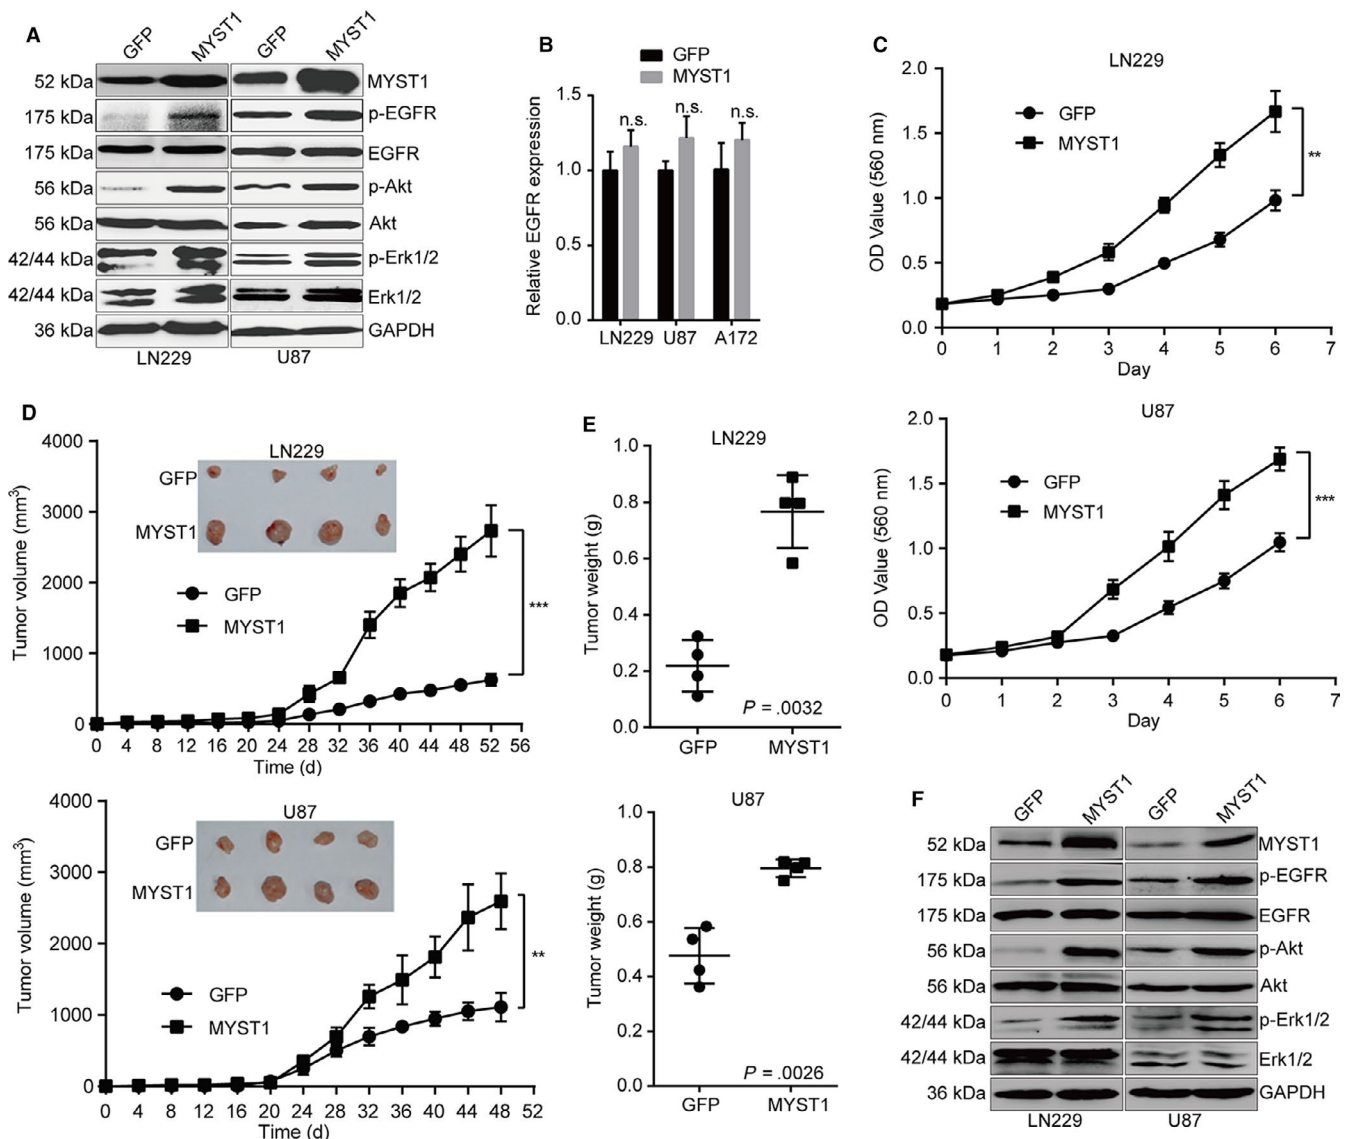 A
GFP MYST1 GFP MYST1
52 kDa MYST1
175 kDa p-EGFR
175 kDa EGFR
56 kDa p-Akt
56 kDa Akt
42/44 kDa p-Erk1/2
42/44 kDa Erk1/2
36 kDa GAPDH
LN229 U87
B
GFP
MYST1
Relative EGFR expression
1.5
1.0
0.5
0.0
n.s. n.s. n.s.
LN229 U87 A172
C
LN229
OD Value (560 nm)
2.0
1.5
1.0
0.5
0.0
GFP
MYST1
**
0 1 2 3 4 5 6 7
Day
U87
OD Value (560 nm)
2.0
1.5
1.0
0.5
0.0
GFP
MYST1
***
0 1 2 3 4 5 6 7
Day
D
Tumor volume (mm³)
4000
3000
2000
1000
0
LN229
GFP
MYST1
GFP
MYST1
***
0 4 8 12 16 20 24 28 32 36 40 44 48 52 56
Time (d)
Tumor volume (mm³)
4000
3000
2000
1000
0
U87
GFP
MYST1
GFP
MYST1
**
0 4 8 12 16 20 24 28 32 36 40 44 48 52
Time (d)
E
LN229
Tumor weight (g)
1.0
0.8
0.6
0.4
0.2
0.0
P = .0032
GFP MYST1
U87
Tumor weight (g)
1.0
0.8
0.6
0.4
0.2
0.0
P = .0026
GFP MYST1
F
GFP MYST1 GFP MYST1
52 kDa MYST1
175 kDa p-EGFR
175 kDa EGFR
56 kDa p-Akt
56 kDa Akt
42/44 kDa p-Erk1/2
42/44 kDa Erk1/2
36 kDa GAPDH
LN229 U87